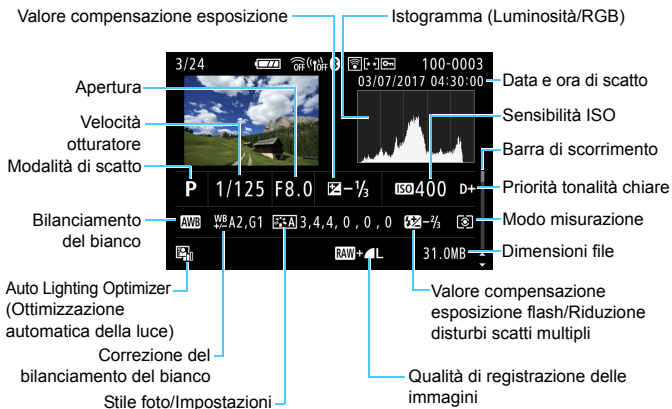 Valore compensazione esposizione
Istogramma (Luminosità/RGB)
3/24
OFF
OFF
100-0003
03/07/2017 04:30:00
Data e ora di scatto
Apertura
Sensibilità ISO
Velocità
otturatore
Barra di scorrimento
Modalità di scatto
P 1/125 F8.0 -1/3 ISO 400 D+
Priorità tonalità chiare
Bilanciamento
del bianco
AWB WB +/- A2,G1 A 3,4,4,0,0,0 -2/3
Modo misurazione
RAW+L 31.0MB
Dimensioni file
Auto Lighting Optimizer
(Ottimizzazione
automatica della luce)
Valore compensazione
esposizione flash/Riduzione
disturbi scatti multipli
Correzione del
bilanciamento del bianco
Qualità di registrazione delle
immagini
Stile foto/Impostazioni